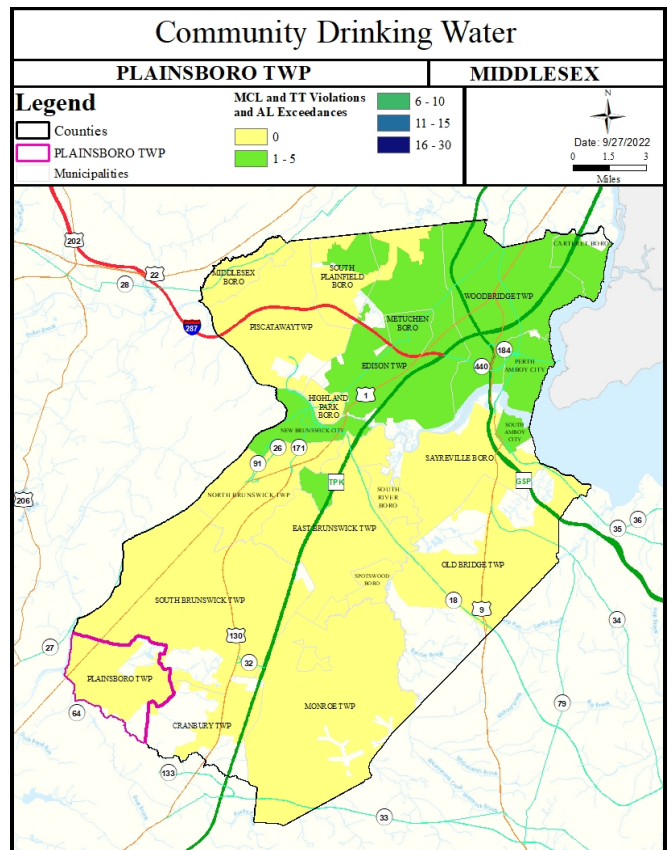 Community Drinking Water
PLAINSBORO TWP
MIDDLESEX
Legend
Counties
PLAINSBORO TWP
Municipalities
MCL and TT Violations
and AL Exceedances
0
1 - 5
6 - 10
11 - 15
16 - 30
N
Date: 9/27/2022
0 1.5 3
Miles
202
22
28
287
MIDDLESEX
BORO
SOUTH
PLAINFIELD
BORO
CARTERET BORO
WOODBRIDGE TWP
METUCHEN
BORO
PISCATAWAY TWP
EDISON TWP
184
440
PERTH
AMBOY CITY
1
HIGHLAND
PARK
BORO
NEW BRUNSWICK CITY
SOUTH
AMBOY
CITY
26
171
91
SAYREVILLE BORO
TPK
GSP
206
NORTH BRUNSWICK TWP
SOUTH
RIVER
BORO
EAST BRUNSWICK TWP
36
35
OLD BRIDGE TWP
SPOTSWOOD
BORO
18
9
34
SOUTH BRUNSWICK TWP
130
27
32
PLAINSBORO TWP
64
CRANBURY TWP
MONROE TWP
79
133
33